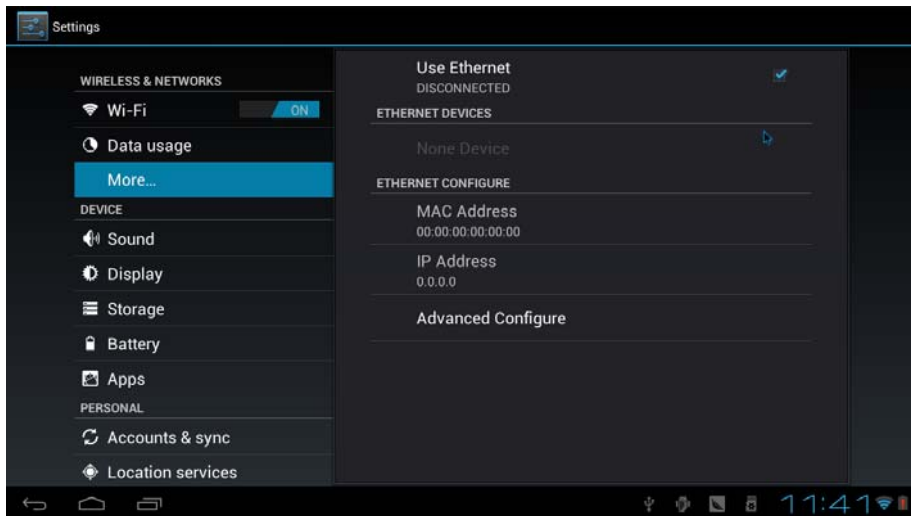 Settings
WIRELESS & NETWORKS
Wi-Fi ON
Data usage
More...
DEVICE
Sound
Display
Storage
Battery
Apps
PERSONAL
Accounts & sync
Location services
Use Ethernet
DISCONNECTED
ETHERNET DEVICES
None Device
ETHERNET CONFIGURE
MAC Address
00:00:00:00:00:00
IP Address
0.0.0.0
Advanced Configure
11:41